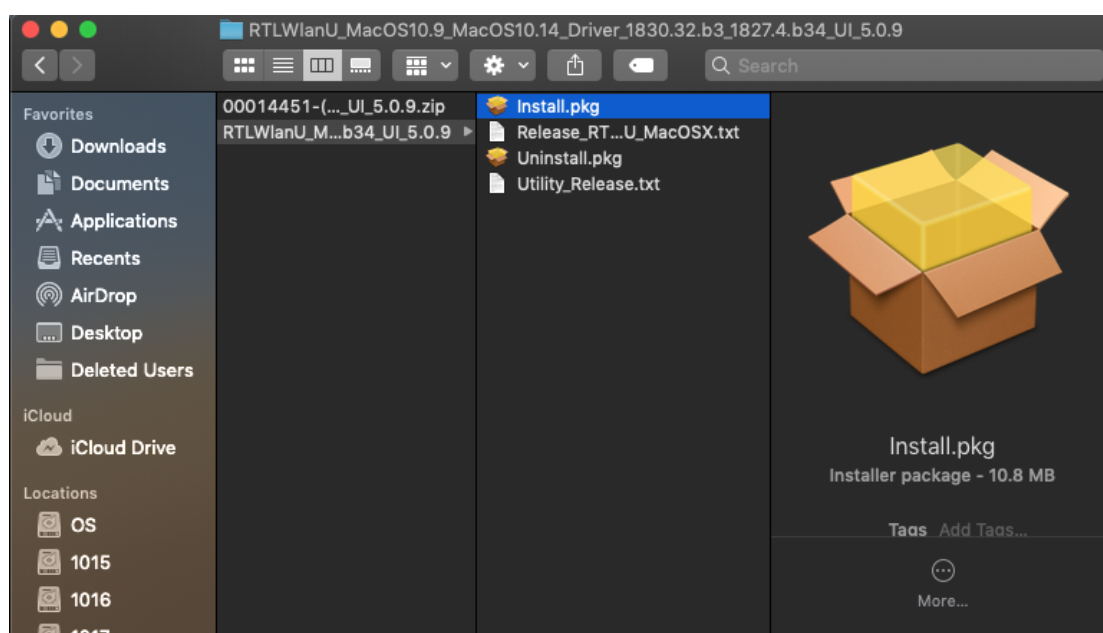 RTLWlanU_MacOS10.9_MacOS10.14_Driver_1830.32.b3_1827.4.b34_UI_5.0.9
Search
Favorites
Downloads
Documents
Applications
Recents
AirDrop
Desktop
Deleted Users
iCloud
iCloud Drive
Locations
OS
1015
1016
1017
00014451-(..._UI_5.0.9.zip
RTLWlanU_M...b34_UI_5.0.9
Install.pkg
Release_RT...U_MacOSX.txt
Uninstall.pkg
Utility_Release.txt
Install.pkg
Installer package - 10.8 MB
Tags Add Tags...
More...